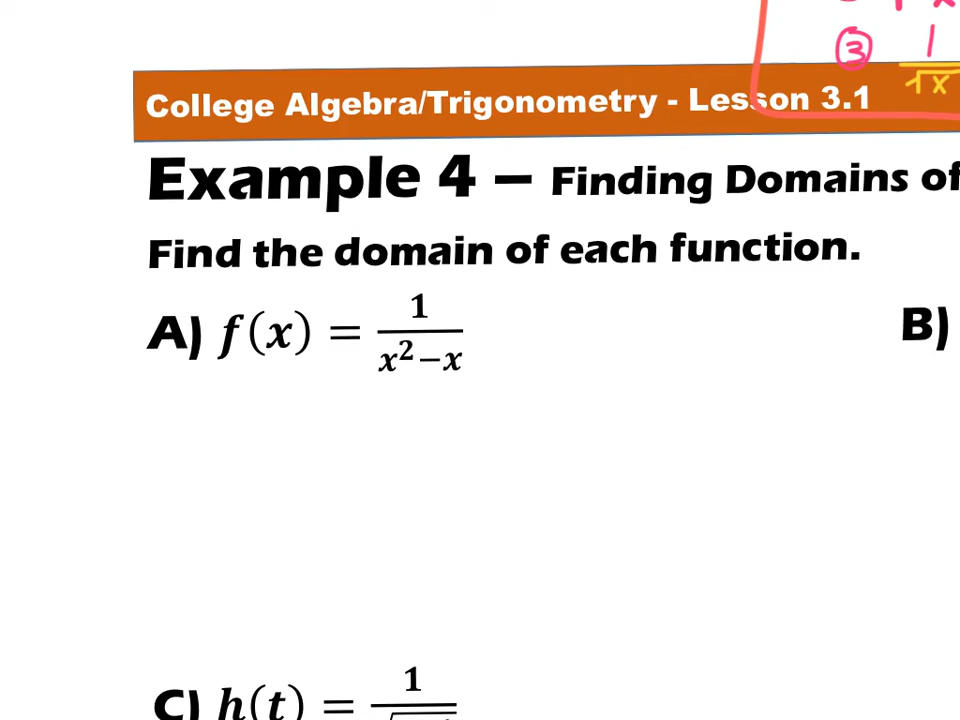 ③ 1/√x
College Algebra/Trigonometry - Lesson 3.1
Example 4 – Finding Domains of
Find the domain of each function.
A) f(x) = 1/(x² − x)
B)
C) h(t) = 1